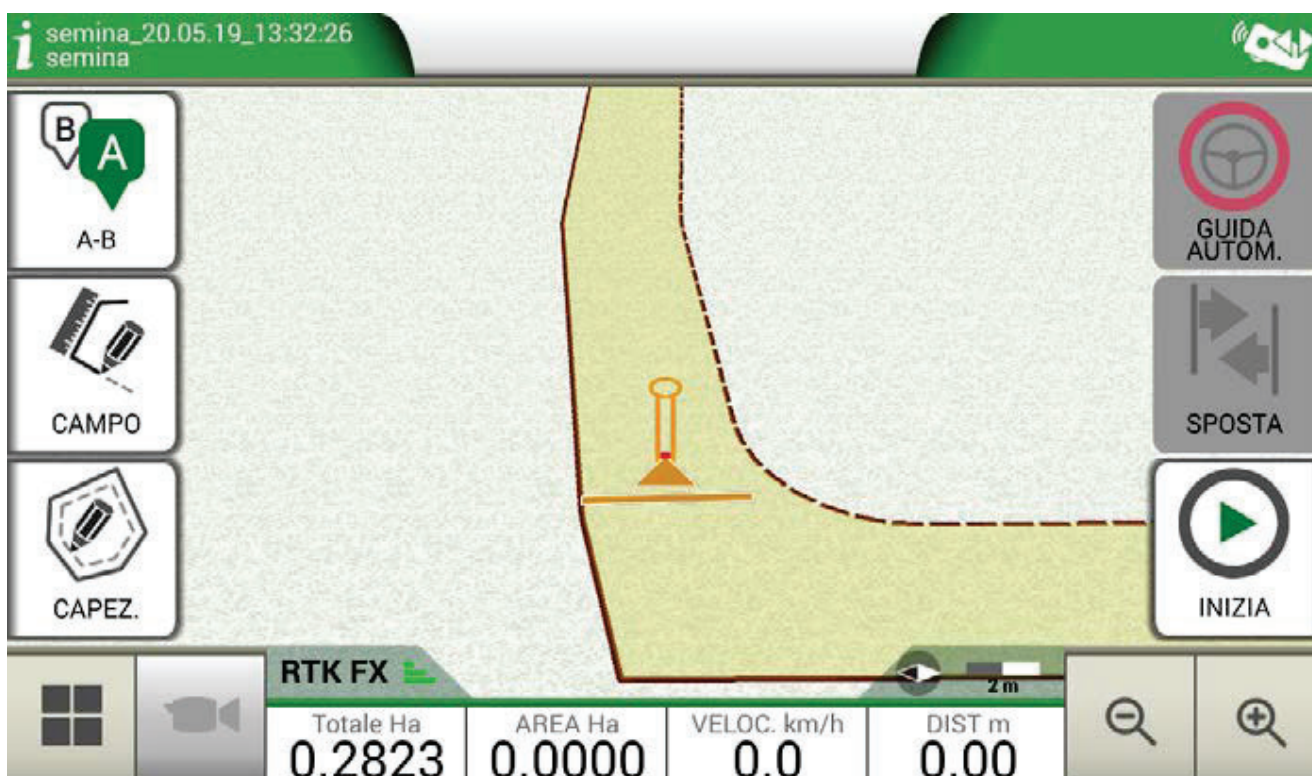 semina_20.05.19_13:32:26
semina
B
A
A-B
CAMPO
CAPEZ.
GUIDA
AUTOM.
SPOSTA
INIZIA
RTK FX
2 m
Totale Ha
0.2823
AREA Ha
0.0000
VELOC. km/h
0.0
DIST m
0.00